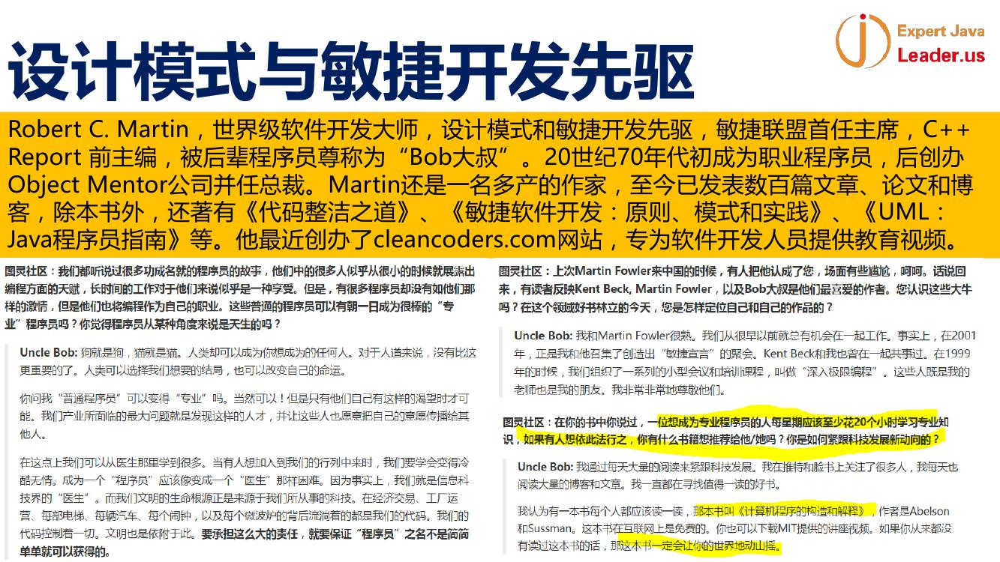 设计模式与敏捷开发先驱
Expert Java
Leader.us
Robert C. Martin，世界级软件开发大师，设计模式和敏捷开发先驱，敏捷联盟首任主席，C++
Report 前主编，被后辈程序员尊称为“Bob大叔”。20世纪70年代初成为职业程序员，后创办
Object Mentor公司并任总裁。Martin还是一名多产的作家，至今已发表数百篇文章、论文和博
客，除本书外，还著有《代码整洁之道》、《敏捷软件开发：原则、模式和实践》、《UML：
Java程序员指南》等。他最近创办了cleancoders.com网站，专为软件开发人员提供教育视频。
图灵社区：我们都听说过很多功成名就的程序员的故事，他们中的很多人似乎从很小的时候就展露出
编程方面的天赋，长时间的工作对于他们来说似乎是一种享受。但是，有很多程序员却没有如他们那
样的激情，但是他们也将编程作为自己的职业。这些普通的程序员可以有朝一日成为很棒的“专
业”程序员吗？你觉得程序员从某种角度来说是天生的吗？
Uncle Bob: 狗就是狗，猫就是猫。人类却可以成为你想成为的任何人。对于人道来说，没有比这
更重要的了。人类可以选择我们想要的结局，也可以改变自己的命运。
你问我“普通程序员”可以变得“专业”吗。当然可以！但是只有他们自己有这样的渴望时才可
能。我们产业所面临的最大问题就是发现这样的人才，并让这些人也愿意把自己的意愿传播给其
他人。
在这点上我们可以从医生那里学到很多。当有人想加入到我们的行列中来时，我们要学会变得冷
酷无情。成为一个“程序员”应该像变成一个“医生”那样困难。因为事实上，我们就是信息科
技界的“医生”。而我们文明的生命根源正是来源于我们所从事的科技。在经济交易、工厂运
营、每部电梯、每辆汽车、每个闹钟，以及每个微波炉的背后流淌着的都是我们的代码。我们的
代码控制着一切。文明也是依附于此。要承担这么大的责任，就要保证“程序员”之名不是简简
单单就可以获得的。
图灵社区：上次Martin Fowler来中国的时候，有人把他认成了您，场面有些尴尬，呵呵。话说回
来，有读者反映Kent Beck, Martin Fowler，以及Bob大叔是他们最喜爱的作者。您认识这些大牛
吗？在这个领域好书林立的今天，您是怎样定位自己和自己的作品的？
Uncle Bob: 我和Martin Fowler很熟。我们从很早以前就总有机会在一起工作。事实上，在2001
年，正是我和他召集了创造出“敏捷宣言”的聚会。Kent Beck和我也曾在一起共事过。在1999
年的时候，我们组织了一系列的小型会议和培训课程，叫做“深入极限编程”。这些人既是我的
老师也是我的朋友。我非常非常地尊敬他们。
图灵社区：在你的书中你说过，一位想成为专业程序员的人每星期应该至少花20个小时学习专业知
识，如果有人想依此法行之，你有什么书籍想推荐给他/她吗？你是如何紧跟科技发展新动向的？
Uncle Bob: 我通过每天大量的阅读来紧跟科技发展。我在推特和脸书上关注了很多人，我每天也
阅读大量的博客和文章。我一直都在寻找值得一读的好书。
我认为有一本书每个人都应该读一读，那本书叫《计算机程序的构造和解释》，作者是Abelson
和Sussman。这本书在互联网上是免费的。你也可以下载MIT提供的讲座视频。如果你从来都没
有读过这本书的话，那这本书一定会让你的世界地动山摇。